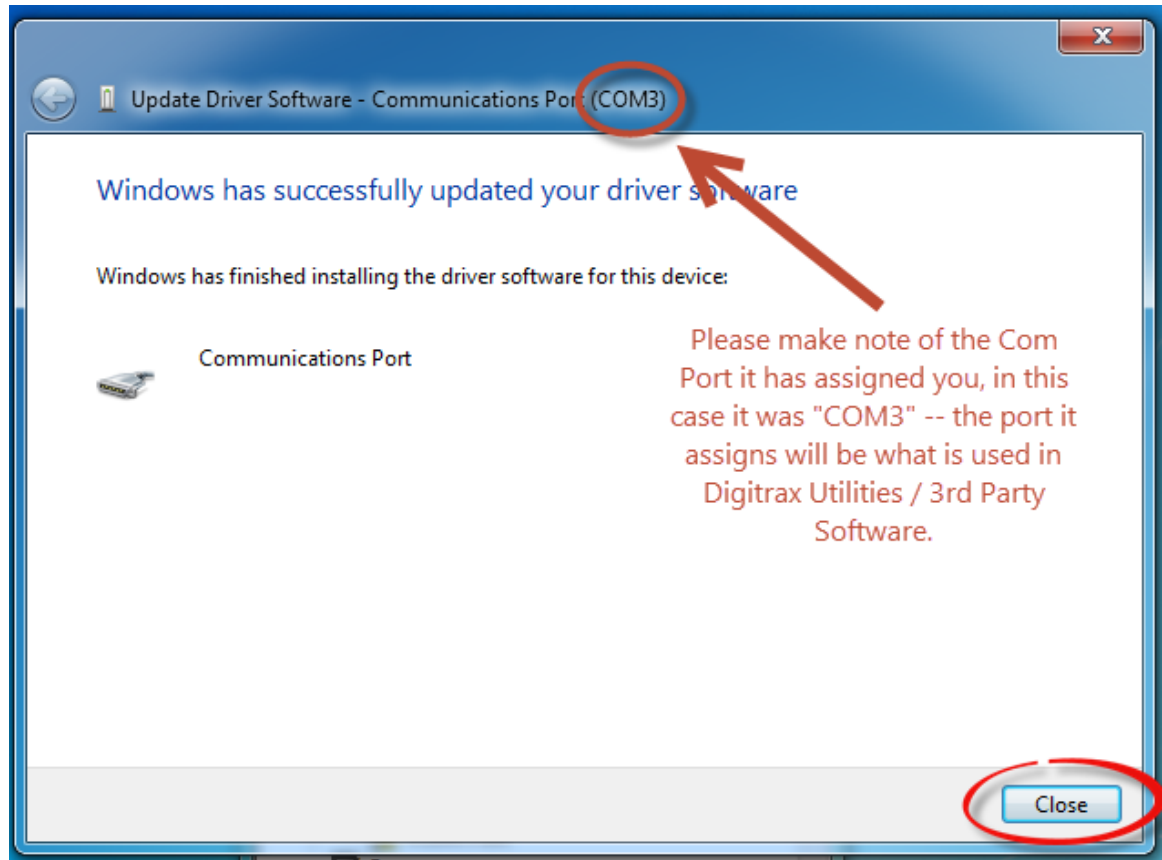 Update Driver Software - Communications Port (COM3)
Windows has successfully updated your driver software
Windows has finished installing the driver software for this device:
Communications Port
Please make note of the Com
Port it has assigned you, in this
case it was "COM3" -- the port it
assigns will be what is used in
Digitrax Utilities / 3rd Party
Software.
Close